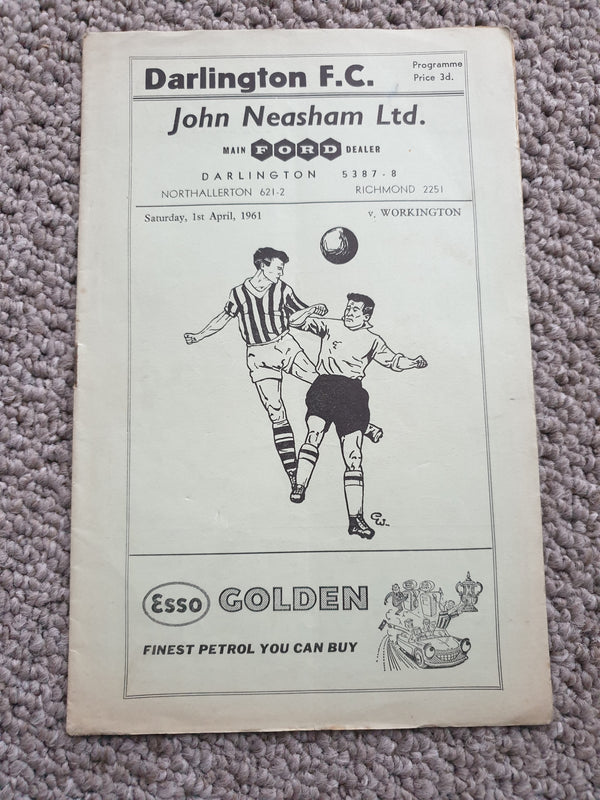 Darlington F.C.
Programme
Price 3d.
John Neasham Ltd.
MAIN FORD DEALER
DARLINGTON 5387-8
NORTHALLERTON 621-2 RICHMOND 2251
Saturday, 1st April, 1961 v. WORKINGTON
CW.
Esso GOLDEN
FINEST PETROL YOU CAN BUY